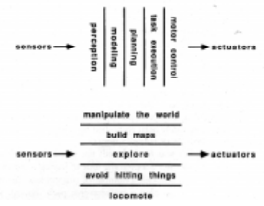 sensors
perception
modeling
planning
task execution
motor control
actuators
manipulate the world
build maps
sensors
explore
actuators
avoid hitting things
locomote